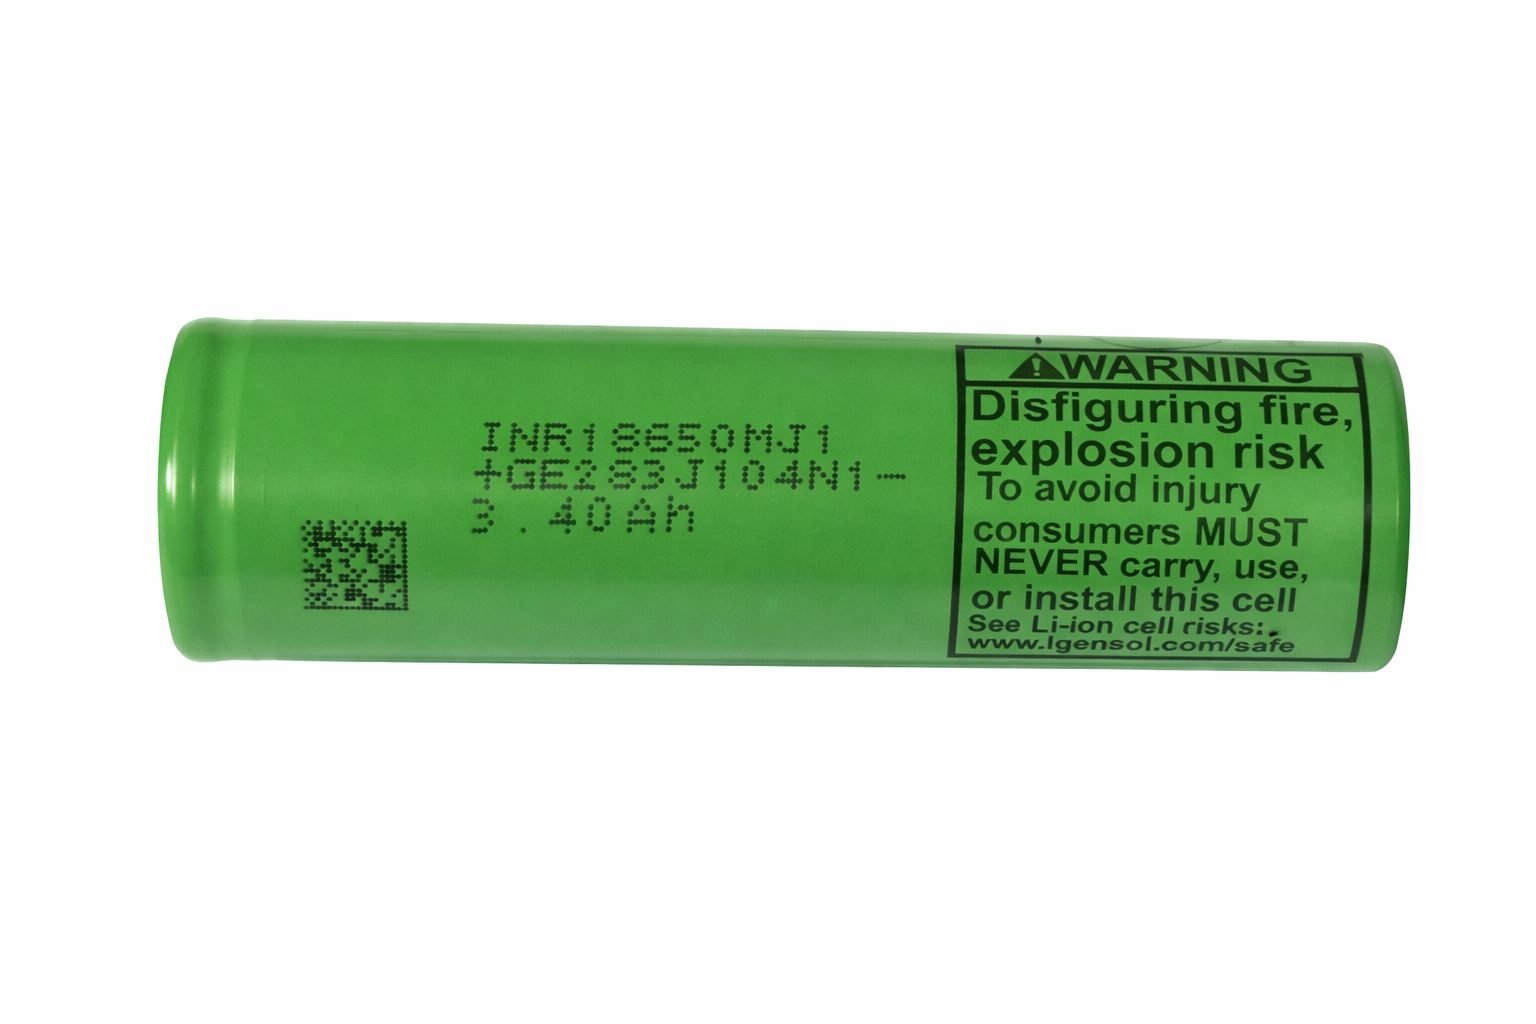 INR18650MJ1
+GE283J104N1-
3.40Ah
WARNING
Disfiguring fire,
explosion risk
To avoid injury
consumers MUST
NEVER carry, use,
or install this cell
See Li-ion cell risks:
www.lgensol.com/safe